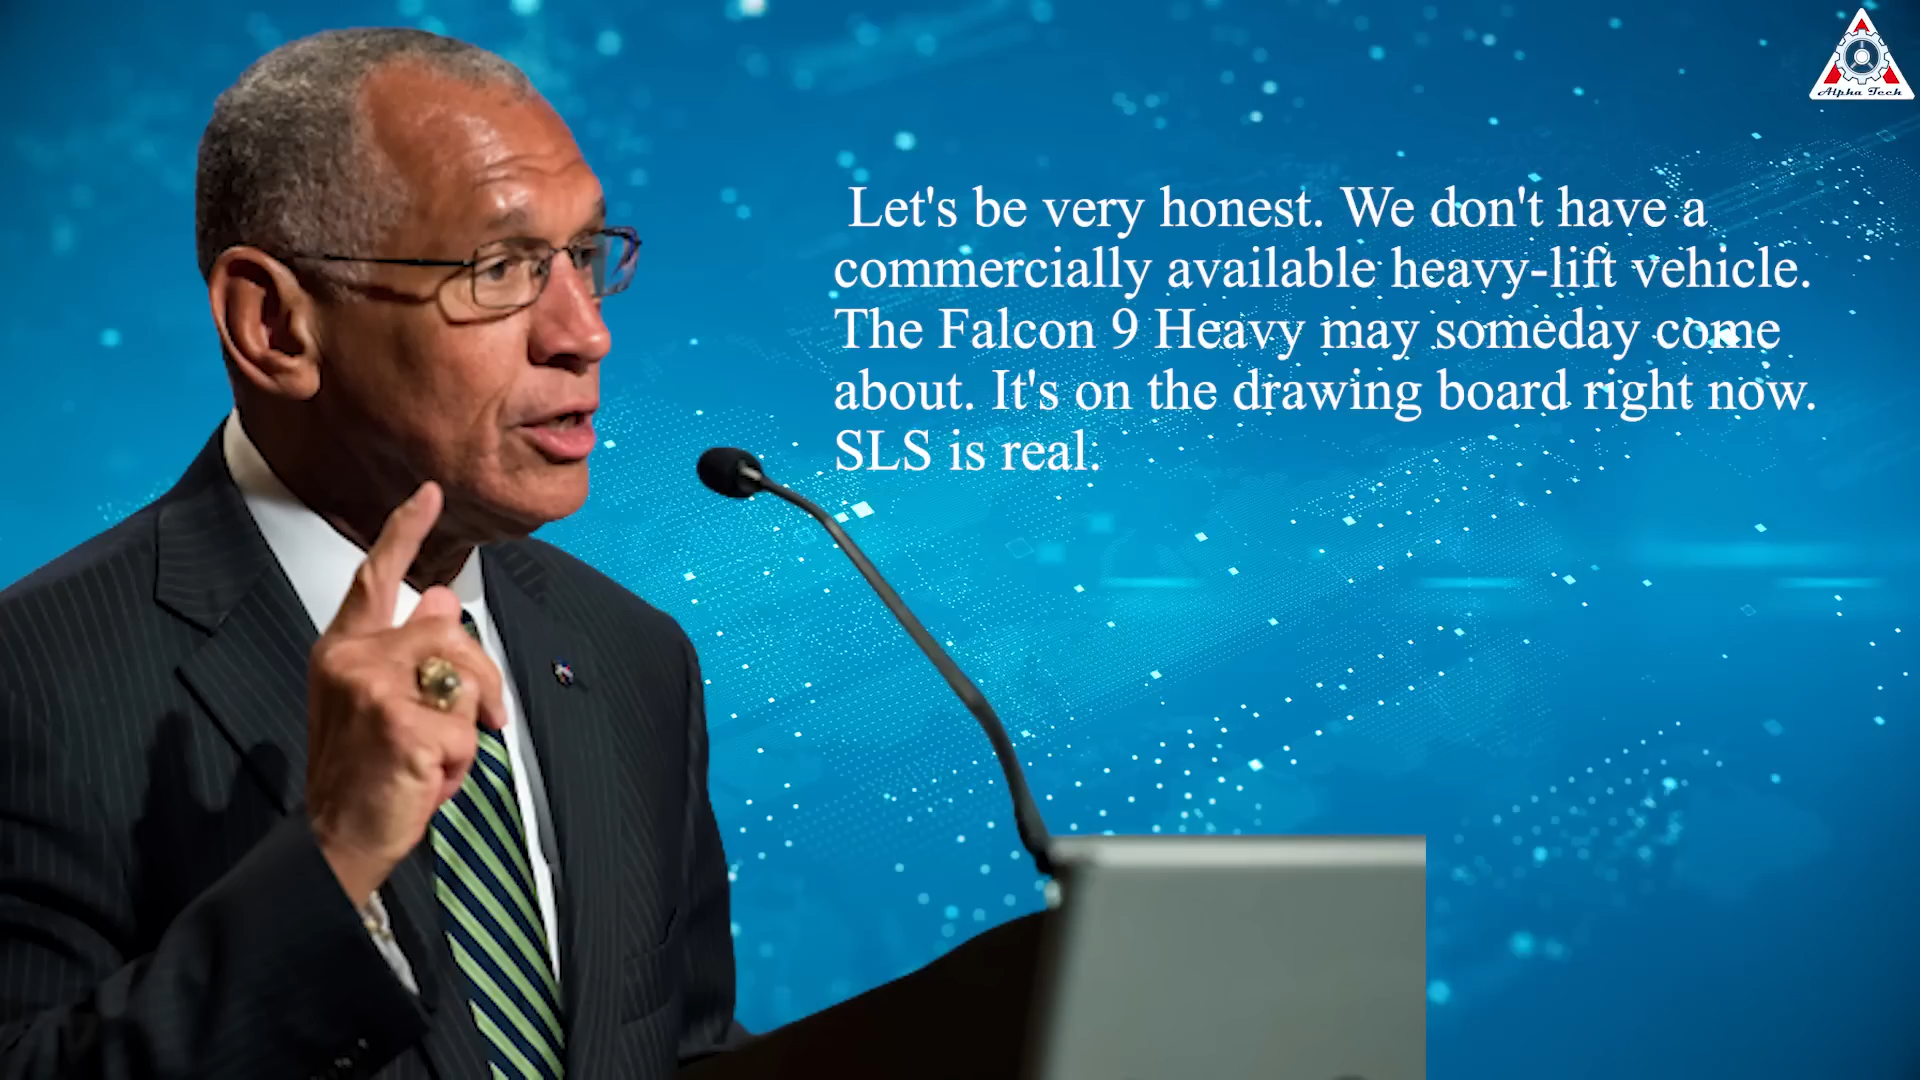 Alpha Tech
Let's be very honest. We don't have a
commercially available heavy-lift vehicle.
The Falcon 9 Heavy may someday come
about. It's on the drawing board right now.
SLS is real.